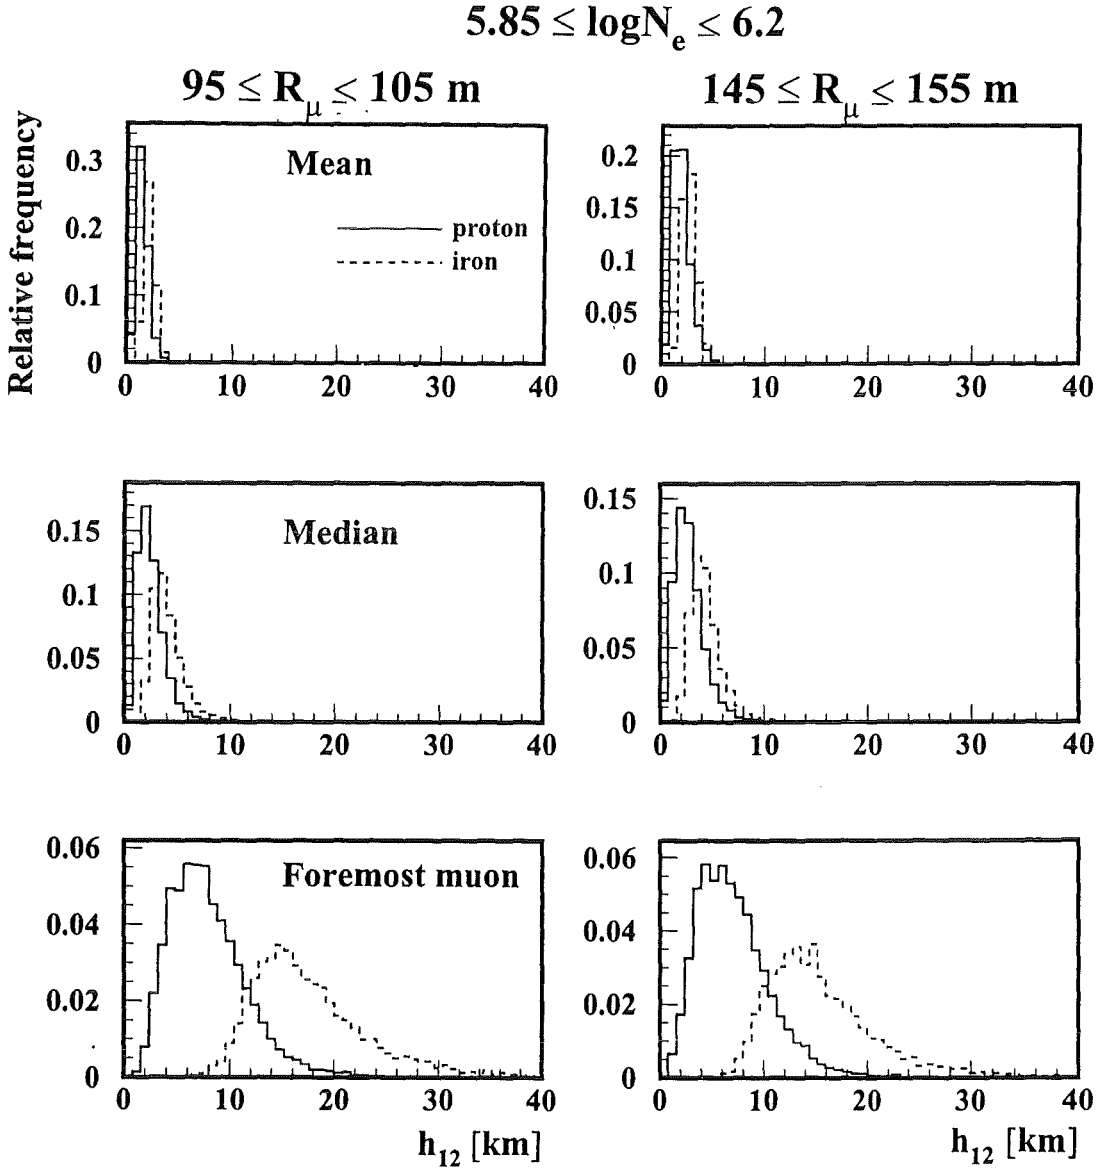 5.85 ≤ logNe ≤ 6.2
95 ≤ Rμ ≤ 105 m
145 ≤ Rμ ≤ 155 m
Relative frequency
Mean
proton
iron
0.3
0.2
0.1
0
0 10 20 30 40
0.2
0.15
0.1
0.05
0
0 10 20 30 40
Median
0.15
0.1
0.05
0
0 10 20 30 40
0.15
0.1
0.05
0
0 10 20 30 40
Foremost muon
0.06
0.04
0.02
0
0 10 20 30 40
h12 [km]
0.06
0.04
0.02
0
0 10 20 30 40
h12 [km]